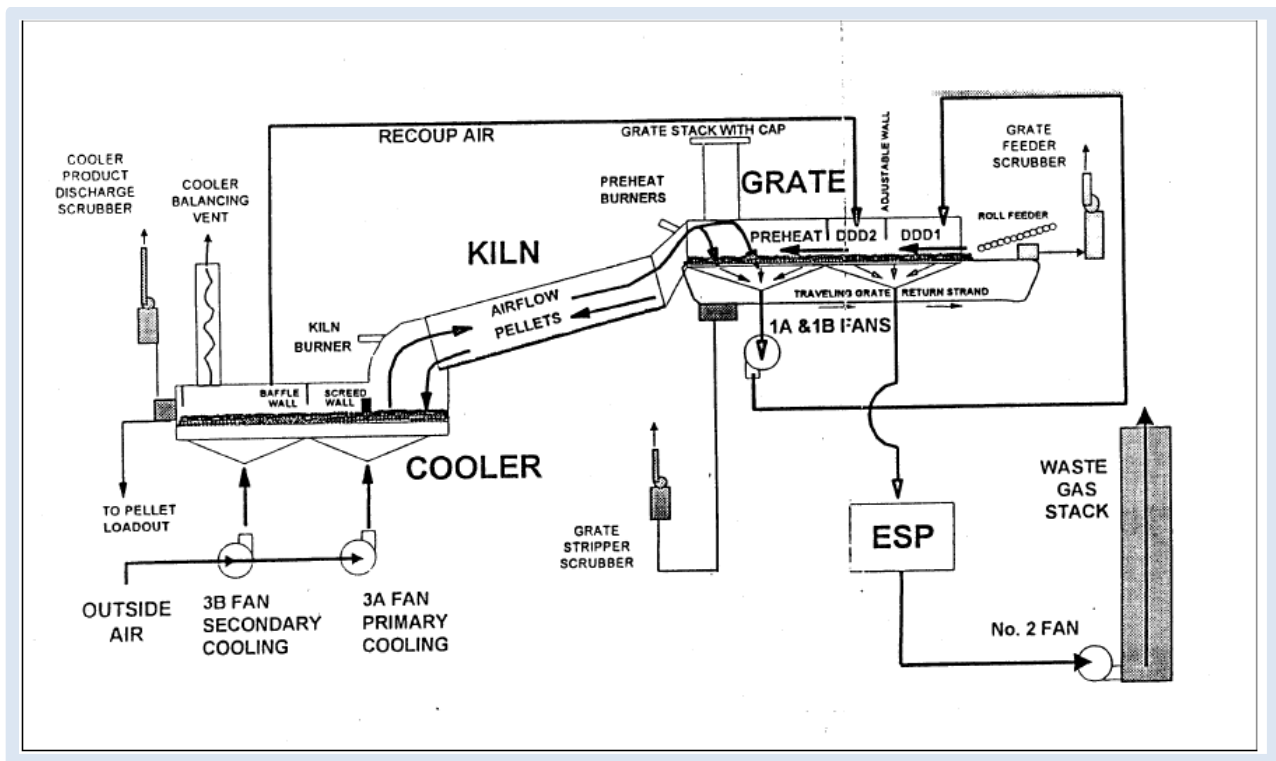 RECOUP AIR
GRATE STACK WITH CAP
ADJUSTABLE WALL
GRATE
FEEDER
SCRUBBER
COOLER
PRODUCT
DISCHARGE
SCRUBBER
COOLER
BALANCING
VENT
PREHEAT
BURNERS
GRATE
ROLL FEEDER
KILN
PREHEAT
DDD2
DDD1
TRAVELING GRATE
RETURN STRAND
AIRFLOW
PELLETS
KILN
BURNER
1A &1B FANS
BAFFLE
WALL
SCREED
WALL
COOLER
WASTE
GAS
STACK
TO PELLET
LOADOUT
GRATE
STRIPPER
SCRUBBER
ESP
OUTSIDE
AIR
3B FAN
SECONDARY
COOLING
3A FAN
PRIMARY
COOLING
No. 2 FAN